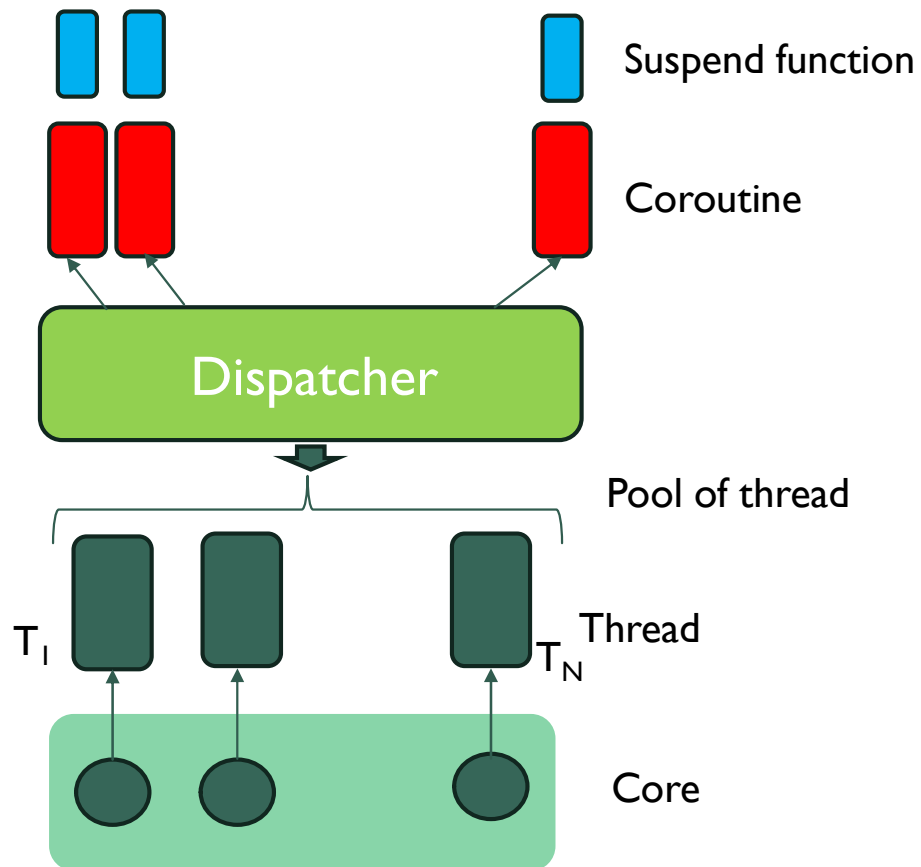 Suspend function
Coroutine
Dispatcher
Pool of thread
T1
Thread
TN
Core